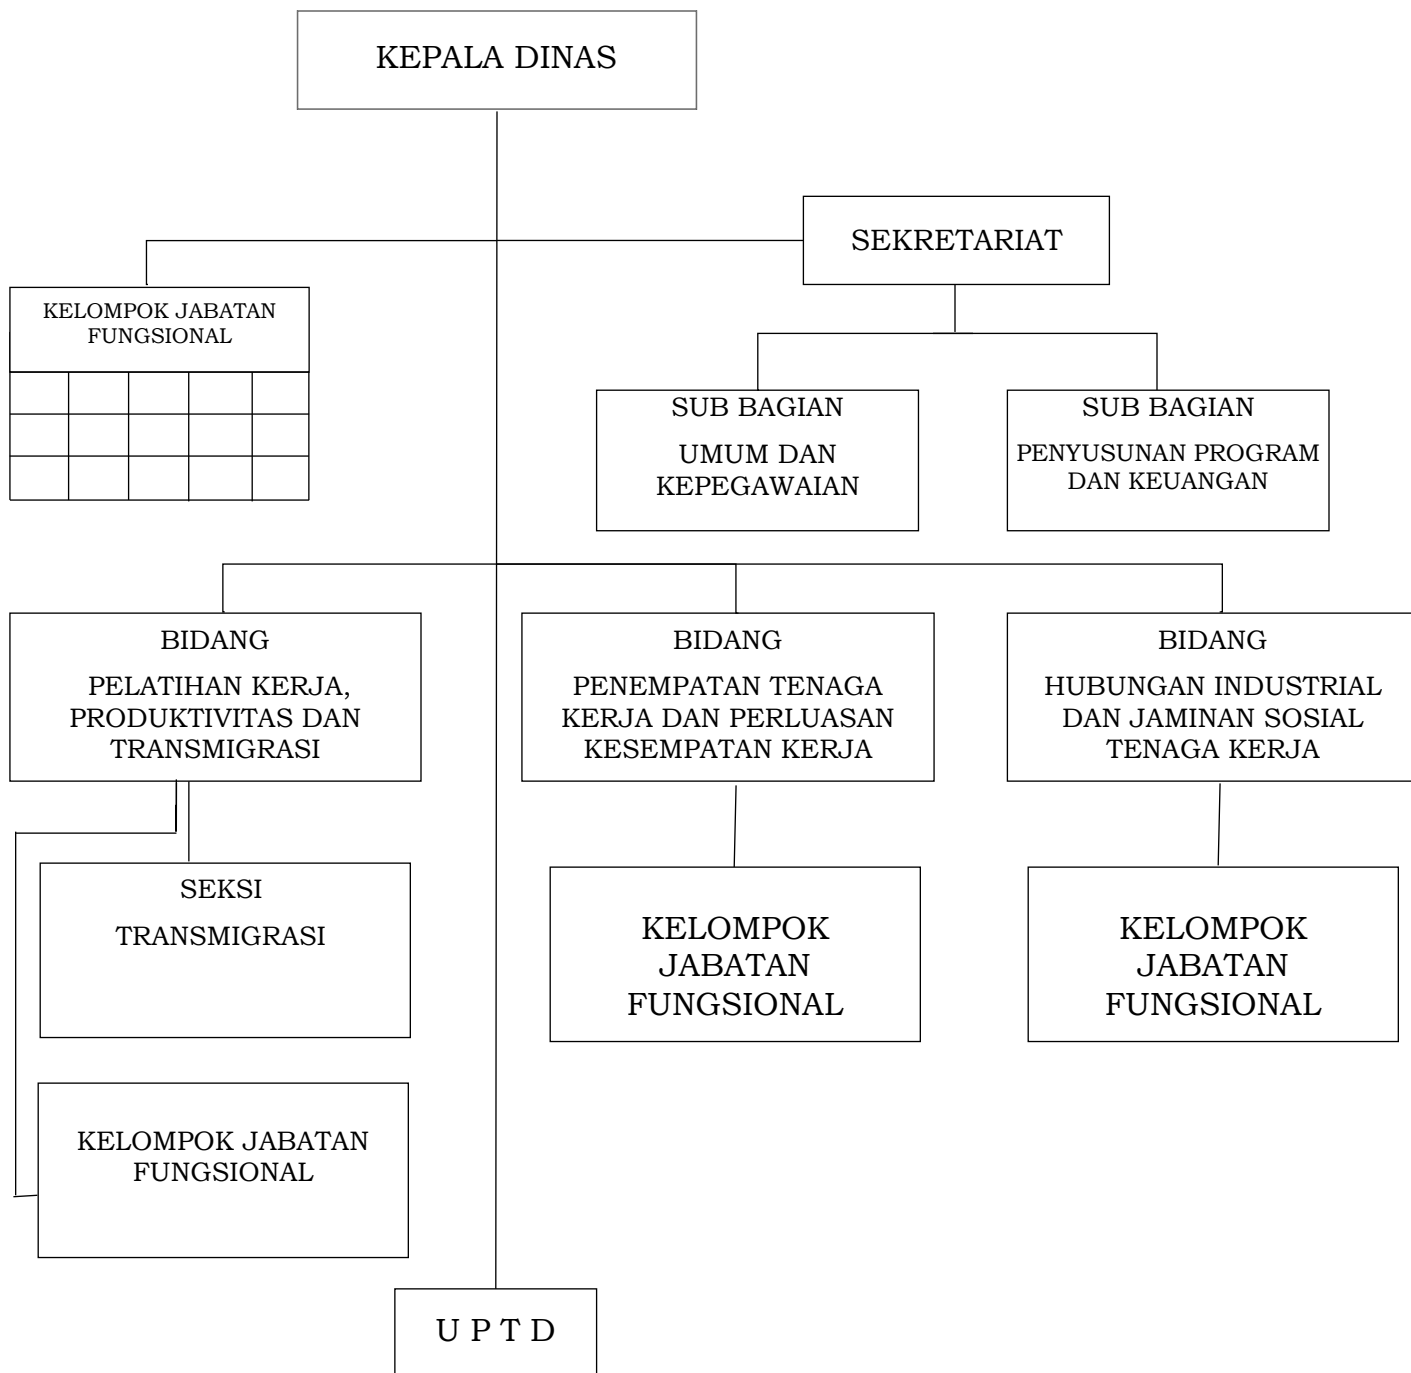 KEPALA DINAS
SEKRETARIAT
KELOMPOK JABATAN
FUNGSIONAL
SUB BAGIAN
UMUM DAN
KEPEGAWAIAN
SUB BAGIAN
PENYUSUNAN PROGRAM
DAN KEUANGAN
BIDANG
PELATIHAN KERJA,
PRODUKTIVITAS DAN
TRANSMIGRASI
BIDANG
PENEMPATAN TENAGA
KERJA DAN PERLUASAN
KESEMPATAN KERJA
BIDANG
HUBUNGAN INDUSTRIAL
DAN JAMINAN SOSIAL
TENAGA KERJA
SEKSI
TRANSMIGRASI
KELOMPOK
JABATAN
FUNGSIONAL
KELOMPOK
JABATAN
FUNGSIONAL
KELOMPOK JABATAN
FUNGSIONAL
U P T D